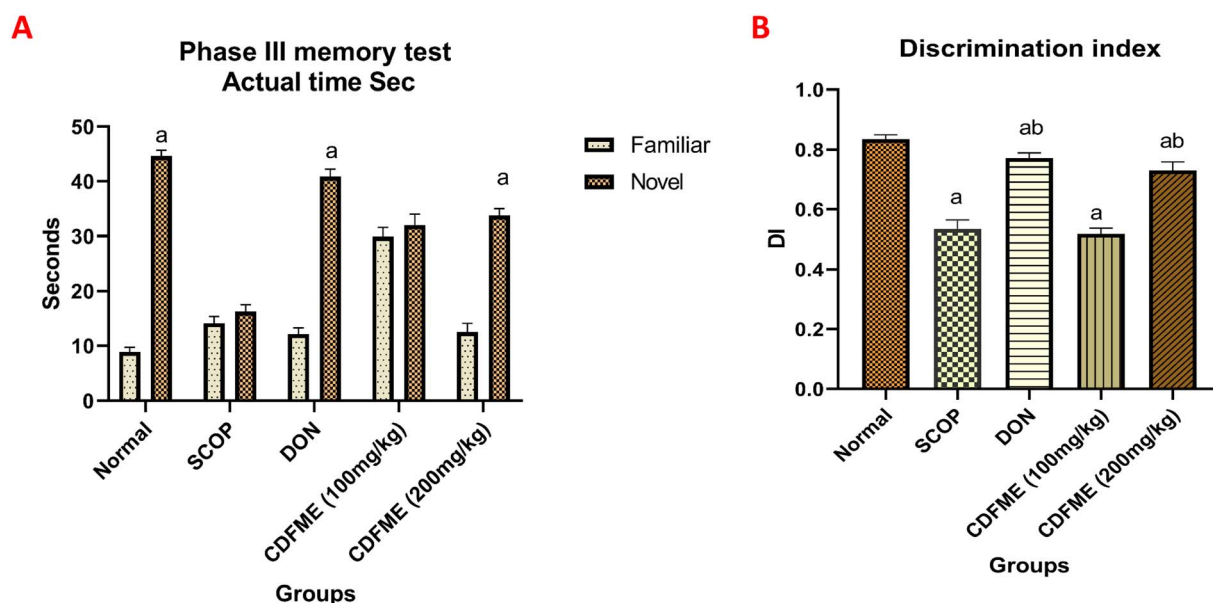 A
Phase III memory test
Actual time Sec
Seconds
50
40
30
20
10
0
a
a
a
Normal
SCOP
DON
CDFME (100mg/kg)
CDFME (200mg/kg)
Groups
Familiar
Novel
B
Discrimination index
DI
1.0
0.8
0.6
0.4
0.2
0.0
a
ab
a
ab
Normal
SCOP
DON
CDFME (100mg/kg)
CDFME (200mg/kg)
Groups